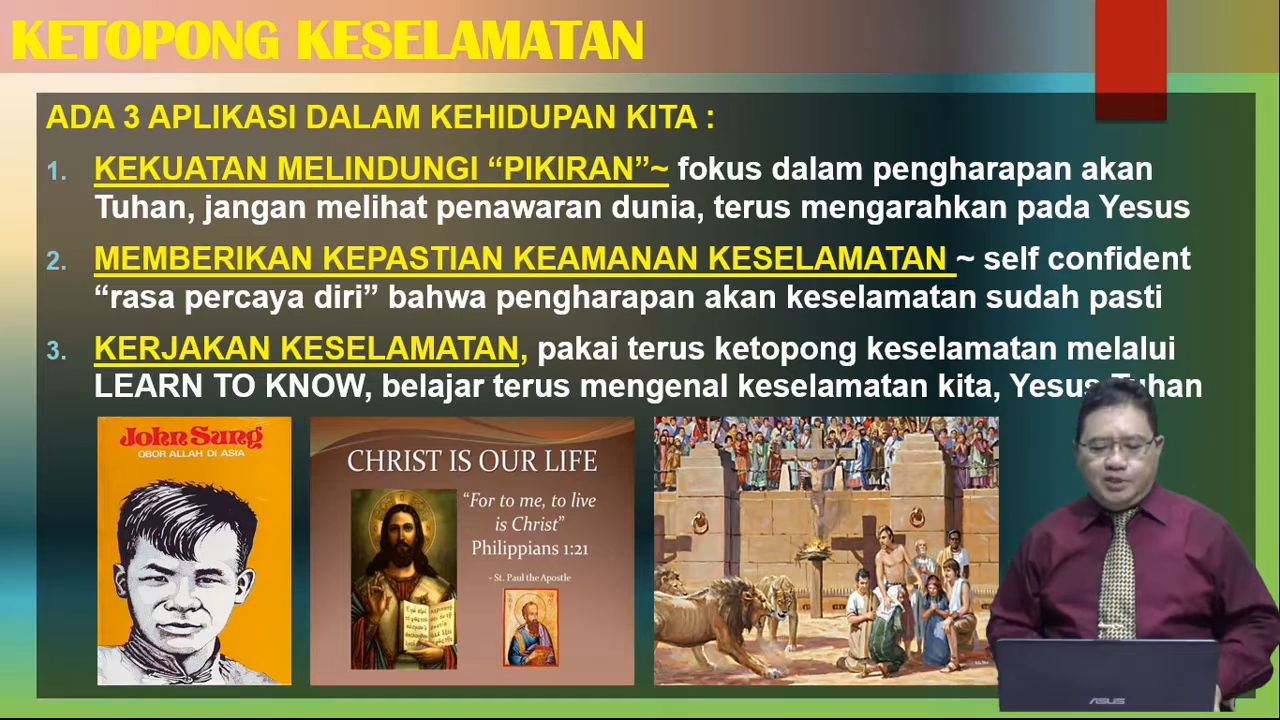 KETOPONG KESELAMATAN
ADA 3 APLIKASI DALAM KEHIDUPAN KITA :
1. KEKUATAN MELINDUNGI “PIKIRAN”~ fokus dalam pengharapan akan
Tuhan, jangan melihat penawaran dunia, terus mengarahkan pada Yesus
2. MEMBERIKAN KEPASTIAN KEAMANAN KESELAMATAN ~ self confident
“rasa percaya diri” bahwa pengharapan akan keselamatan sudah pasti
3. KERJAKAN KESELAMATAN, pakai terus ketopong keselamatan melalui
LEARN TO KNOW, belajar terus mengenal keselamatan kita, Yesus Tuhan
John Sung
OBOR ALLAH DI ASIA
CHRIST IS OUR LIFE
“For to me, to live
is Christ”
Philippians 1:21
- St. Paul the Apostle
ASUS